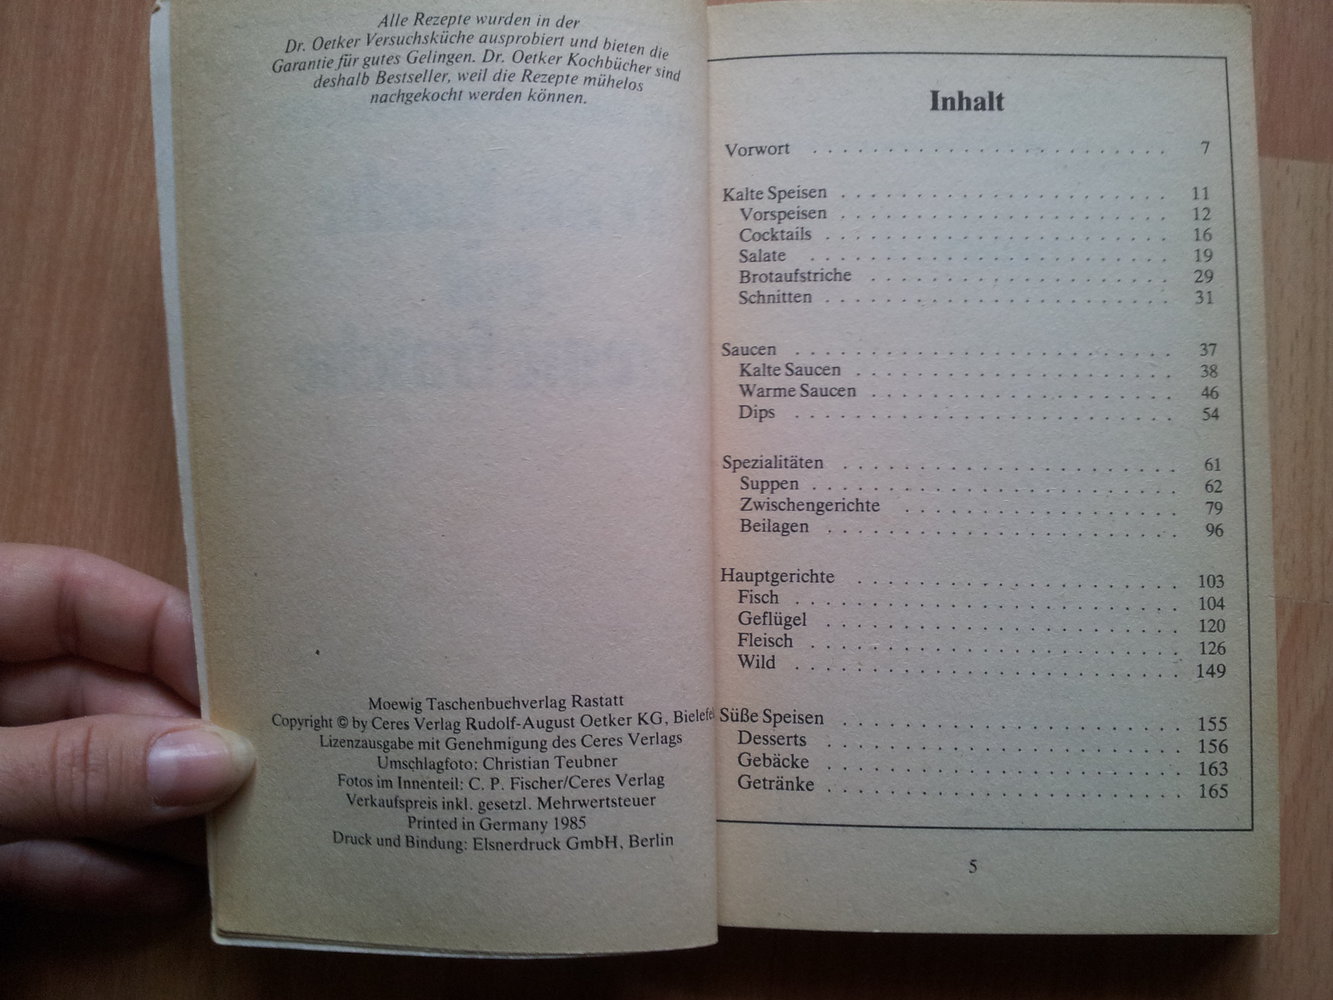 Alle Rezepte wurden in der
Dr. Oetker Versuchsküche ausprobiert und bieten die
Garantie für gutes Gelingen. Dr. Oetker Kochbücher sind
deshalb Bestseller, weil die Rezepte mühelos
nachgekocht werden können.
Moewig Taschenbuchverlag Rastatt
Copyright © by Ceres Verlag Rudolf-August Oetker KG, Bielefel
Lizenzausgabe mit Genehmigung des Ceres Verlags
Umschlagfoto: Christian Teubner
Fotos im Innenteil: C. P. Fischer/Ceres Verlag
Verkaufspreis inkl. gesetzl. Mehrwertsteuer
Printed in Germany 1985
Druck und Bindung: Elsnerdruck GmbH, Berlin
Inhalt
Vorwort . . . . . . . . . . . . . . . . . . . . . . . . 7
Kalte Speisen . . . . . . . . . . . . . . . . . . . . . . 11
Vorspeisen . . . . . . . . . . . . . . . . . . . . . . 12
Cocktails . . . . . . . . . . . . . . . . . . . . . . . 16
Salate . . . . . . . . . . . . . . . . . . . . . . . . 19
Brotaufstriche . . . . . . . . . . . . . . . . . . . . 29
Schnitten . . . . . . . . . . . . . . . . . . . . . . . 31
Saucen . . . . . . . . . . . . . . . . . . . . . . . . . 37
Kalte Saucen . . . . . . . . . . . . . . . . . . . . . 38
Warme Saucen . . . . . . . . . . . . . . . . . . . . 46
Dips . . . . . . . . . . . . . . . . . . . . . . . . . 54
Spezialitäten . . . . . . . . . . . . . . . . . . . . . . 61
Suppen . . . . . . . . . . . . . . . . . . . . . . . . 62
Zwischengerichte . . . . . . . . . . . . . . . . . . 79
Beilagen . . . . . . . . . . . . . . . . . . . . . . . 96
Hauptgerichte . . . . . . . . . . . . . . . . . . . . . 103
Fisch . . . . . . . . . . . . . . . . . . . . . . . . . 104
Geflügel . . . . . . . . . . . . . . . . . . . . . . . 120
Fleisch . . . . . . . . . . . . . . . . . . . . . . . . 126
Wild . . . . . . . . . . . . . . . . . . . . . . . . . 149
Süße Speisen . . . . . . . . . . . . . . . . . . . . . . 155
Desserts . . . . . . . . . . . . . . . . . . . . . . . 156
Gebäcke . . . . . . . . . . . . . . . . . . . . . . . 163
Getränke . . . . . . . . . . . . . . . . . . . . . . . 165
5